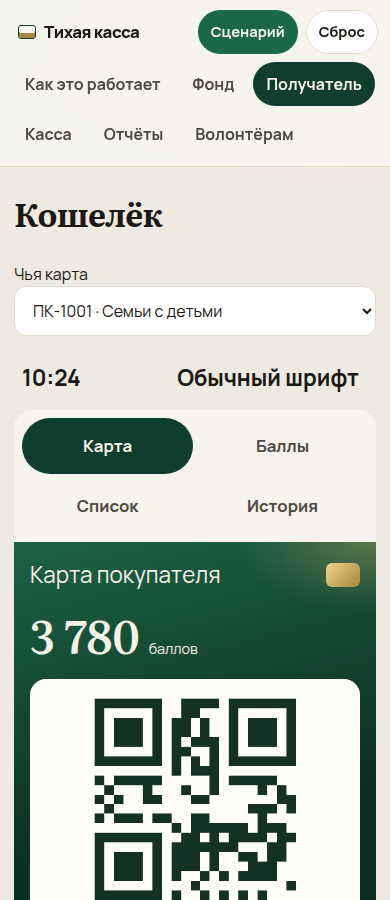 Тихая касса
Сценарий
Сброс
Как это работает
Фонд
Получатель
Касса
Отчёты
Волонтёрам
Кошелёк
Чья карта
ПК-1001 · Семьи с детьми
10:24
Обычный шрифт
Карта
Баллы
Список
История
Карта покупателя
3 780 баллов